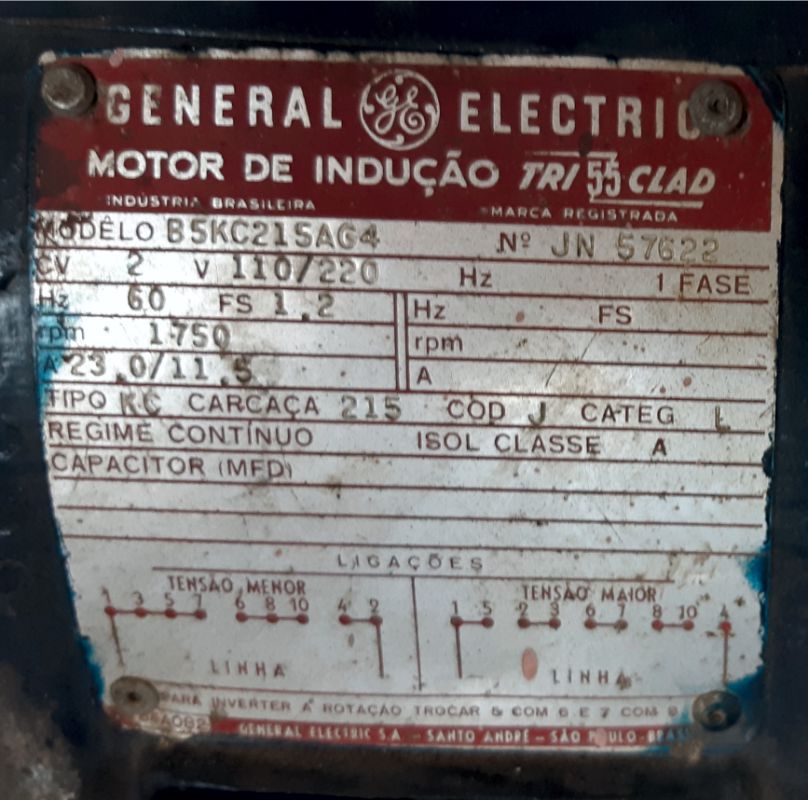 GENERAL GE ELECTRIC
MOTOR DE INDUÇÃO TRI 55 CLAD
INDÚSTRIA BRASILEIRA MARCA REGISTRADA
MODÊLO B5KC215AG4 Nº JN 57622
CV 2 V 110/220 Hz 1 FASE
Hz 60 FS 1.2 Hz FS
rpm 1750 rpm
A 23.0/11.5 A
TIPO KC CARCAÇA 215 COD J CATEG L
REGIME CONTÍNUO ISOL CLASSE A
CAPACITOR (MFD)
LIGAÇÕES
TENSÃO MENOR TENSÃO MAIOR
1 3 5 7 6 8 10 4 2 1 5 2 3 6 7 8 10 4
LINHA LINHA
PARA INVERTER A ROTAÇÃO TROCAR 5 COM 6 E 7 COM 8
GENERAL ELECTRIC S.A. - SANTO ANDRÉ - SÃO PAULO -